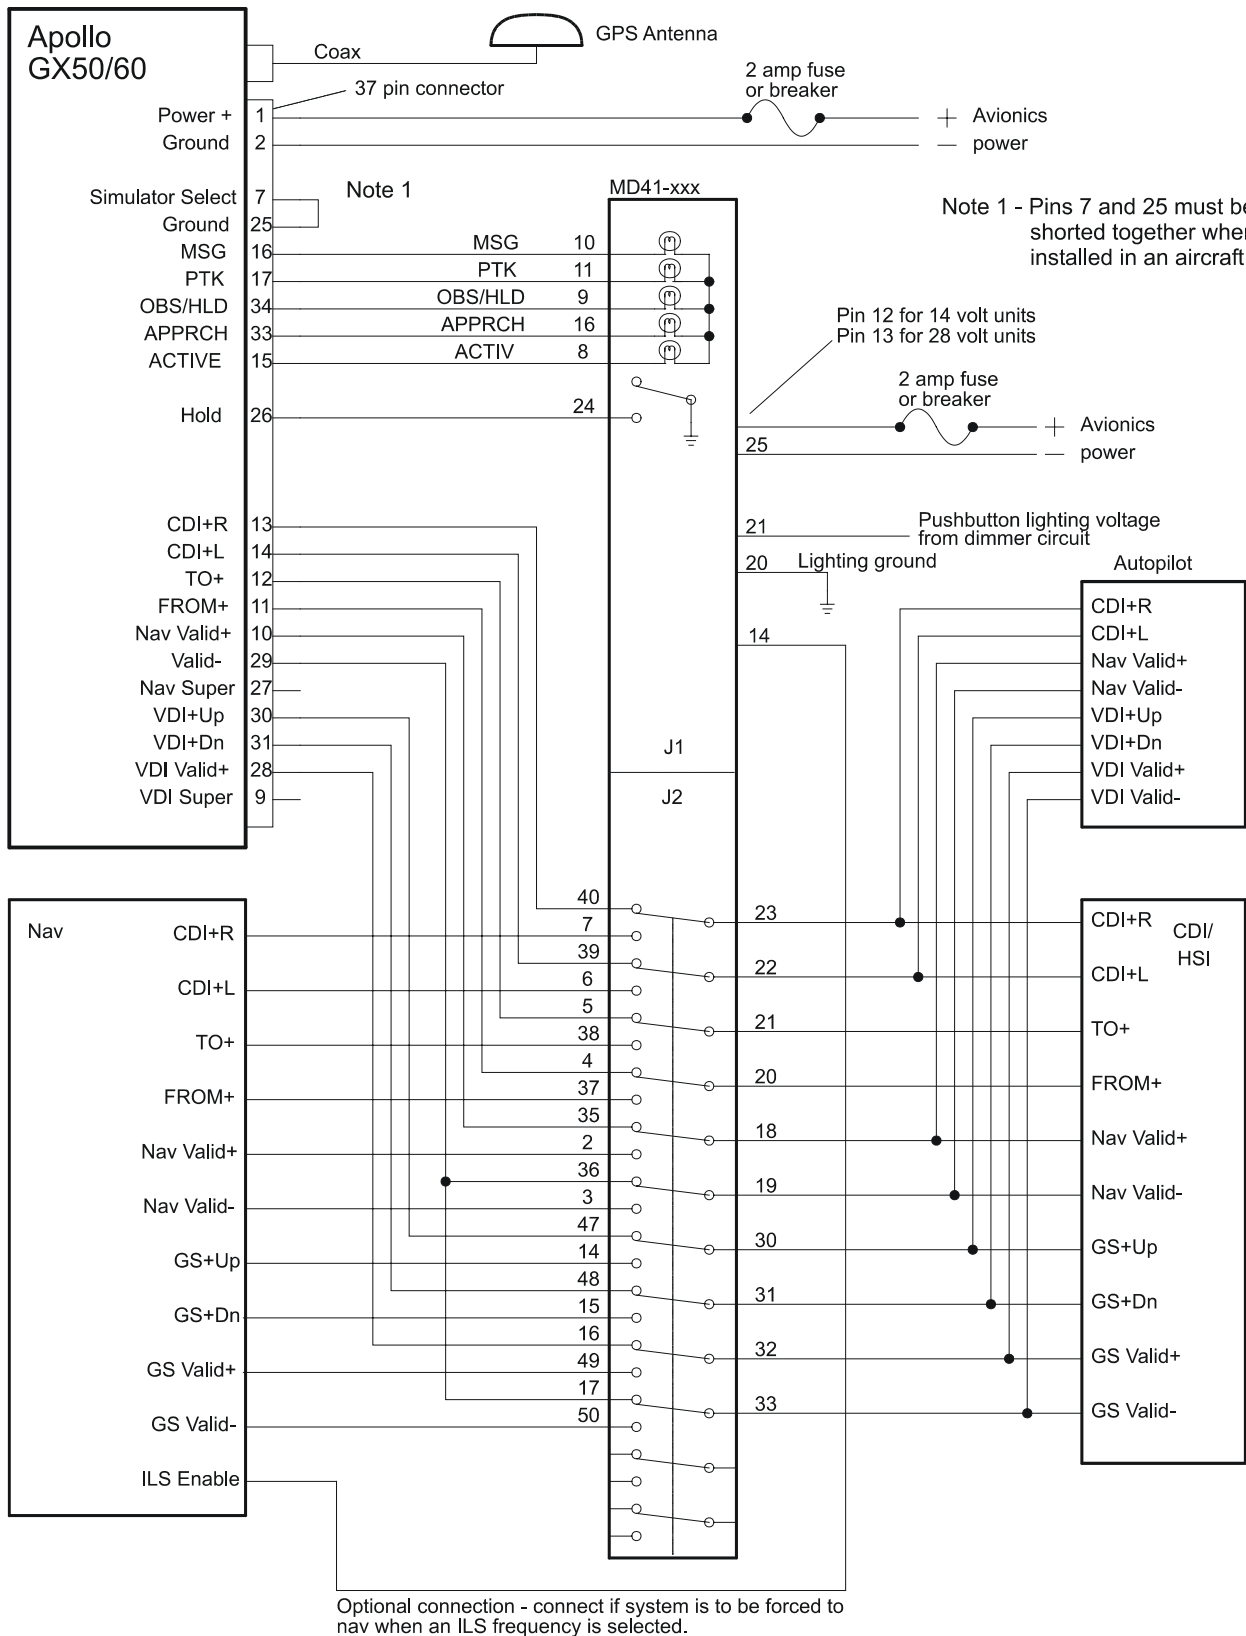 Apollo
GX50/60
Coax
GPS Antenna
37 pin connector
2 amp fuse
or breaker
Power + 1
+ Avionics
Ground 2
- power
Simulator Select 7
Note 1
MD41-xxx
Note 1 - Pins 7 and 25 must be
shorted together when
installed in an aircraft
Ground 25
MSG 16 MSG 10
PTK 17 PTK 11
OBS/HLD 34 OBS/HLD 9
APPRCH 33 APPRCH 16
ACTIVE 15 ACTIV 8
Pin 12 for 14 volt units
Pin 13 for 28 volt units
2 amp fuse
or breaker
Hold 26 24
+ Avionics
25 - power
CDI+R 13
CDI+L 14
TO+ 12
FROM+ 11
Nav Valid+ 10
Valid- 29
Nav Super 27
VDI+Up 30
VDI+Dn 31
VDI Valid+ 28
VDI Super 9
21 Pushbutton lighting voltage
from dimmer circuit
20 Lighting ground
14
J1
J2
Autopilot
CDI+R
CDI+L
Nav Valid+
Nav Valid-
VDI+Up
VDI+Dn
VDI Valid+
VDI Valid-
Nav
CDI+R
CDI+L
TO+
FROM+
Nav Valid+
Nav Valid-
GS+Up
GS+Dn
GS Valid+
GS Valid-
ILS Enable
40
7
39
6
5
38
4
37
35
2
36
3
47
14
48
15
16
49
17
50
23
22
21
20
18
19
30
31
32
33
CDI/
HSI
CDI+R
CDI+L
TO+
FROM+
Nav Valid+
Nav Valid-
GS+Up
GS+Dn
GS Valid+
GS Valid-
Optional connection - connect if system is to be forced to
nav when an ILS frequency is selected.